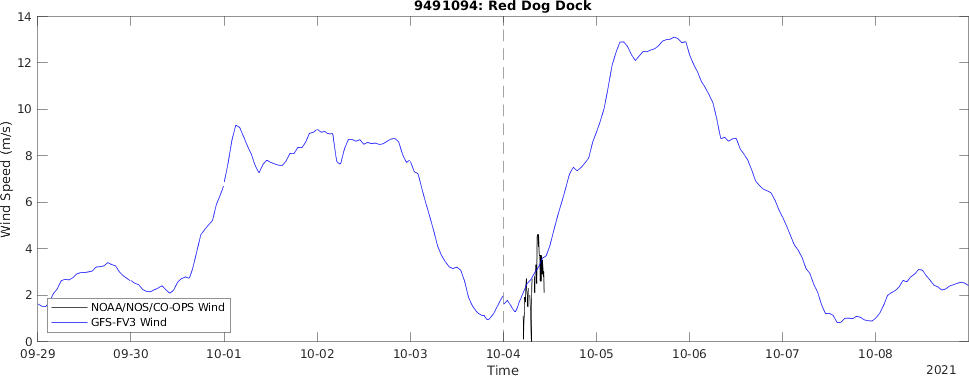 9491094: Red Dog Dock
14
12
10
8
6
4
2
0
Wind Speed (m/s)
NOAA/NOS/CO-OPS Wind
GFS-FV3 Wind
09-29 09-30 10-01 10-02 10-03 10-04 10-05 10-06 10-07 10-08
Time
2021